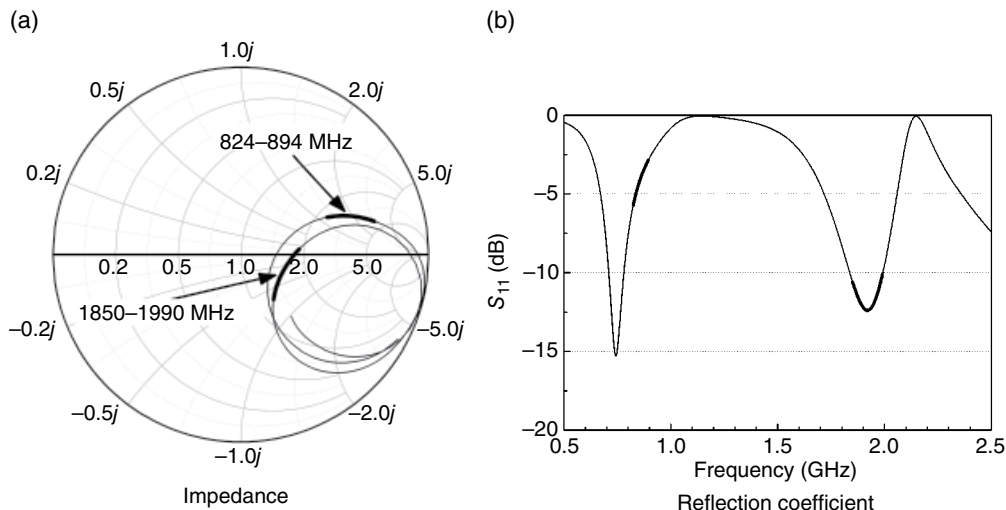 (a)
1.0j
0.5j
2.0j
824–894 MHz
0.2j
5.0j
0.2 0.5 1.0 2.0 5.0
1850–1990 MHz
–0.2j
–5.0j
–0.5j
–2.0j
–1.0j
Impedance
(b)
0
–5
–10
–15
–20
S11 (dB)
0.5 1.0 1.5 2.0 2.5
Frequency (GHz)
Reflection coefficient